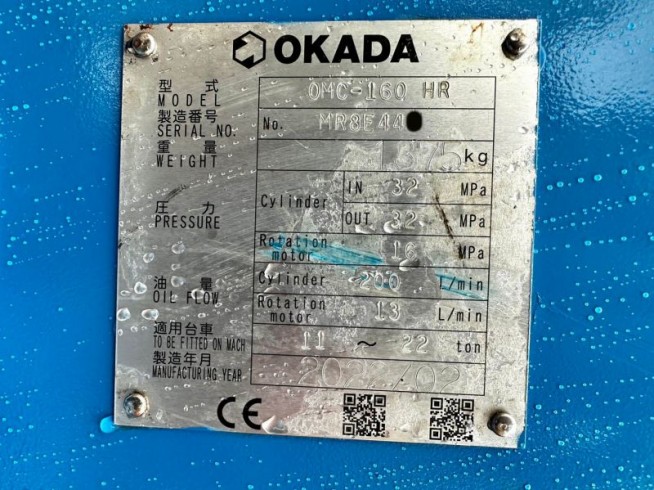 OKADA
型式 MODEL OMC-160 HR
製造番号 SERIAL NO. No. MR8E44
重量 WEIGHT kg
圧力 PRESSURE Cylinder IN 32 MPa
OUT 32 MPa
Rotation motor 16 MPa
油量 OIL FLOW Cylinder 200 L/min
Rotation motor 13 L/min
適用台車 TO BE FITTED ON MACH 11 ~ 22 ton
製造年月 MANUFACTURING YEAR
CE